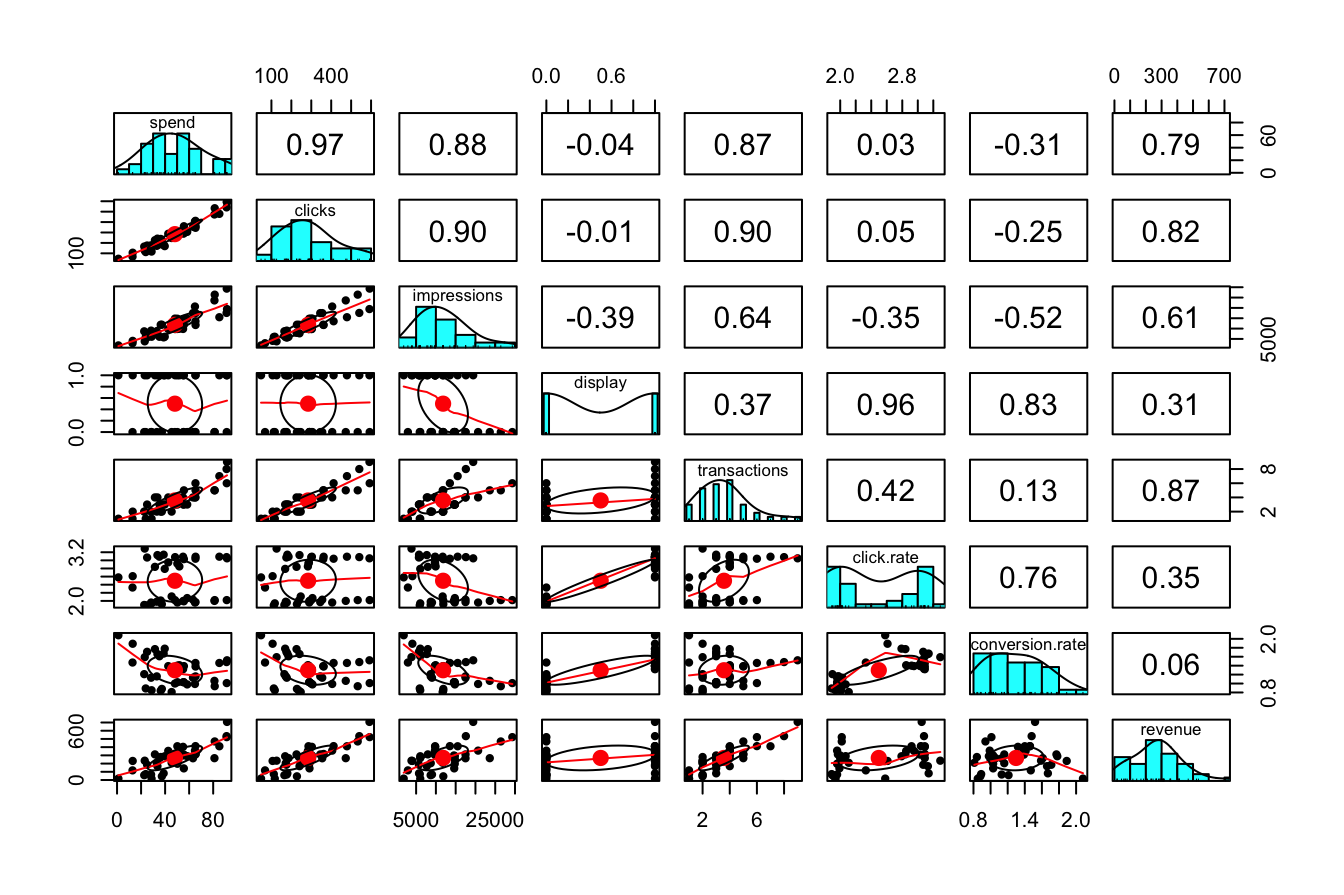 100 400 0.0 0.6 2.0 2.8 0 300 700
spend 0.97 0.88 -0.04 0.87 0.03 -0.31 0.79 0 60
100 clicks 0.90 -0.01 0.90 0.05 -0.25 0.82
impressions -0.39 0.64 -0.35 -0.52 0.61 5000
0.0 1.0 display 0.37 0.96 0.83 0.31
transactions 0.42 0.13 0.87 2 8
2.0 3.2 click.rate 0.76 0.35
conversion.rate 0.06 0.8 2.0
0 600 revenue
0 40 80 5000 25000 2 6 0.8 1.4 2.0